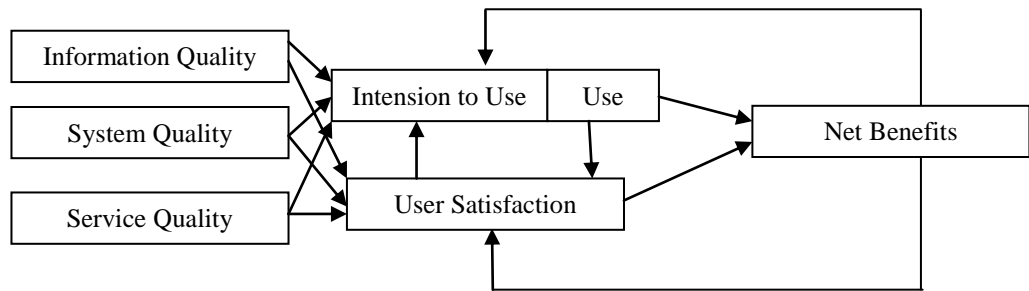 Information Quality
Intension to Use
Use
System Quality
Net Benefits
User Satisfaction
Service Quality